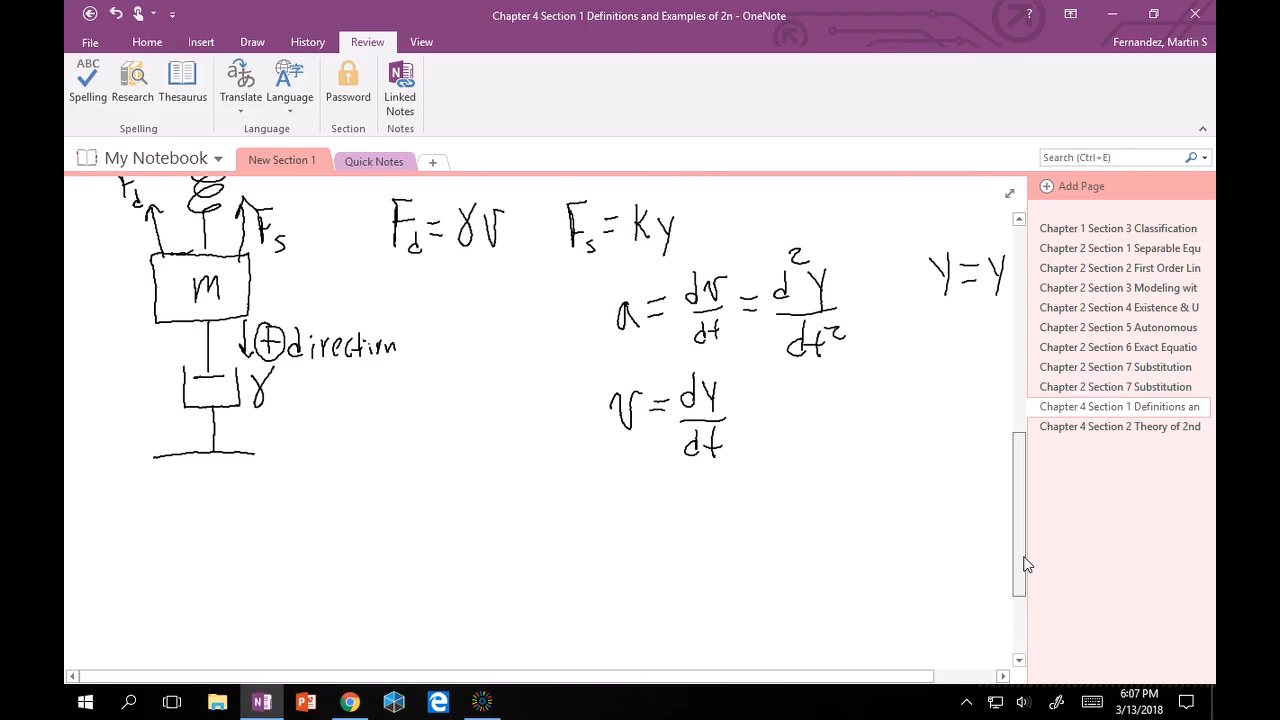 Chapter 4 Section 1 Definitions and Examples of 2n - OneNote
?
File Home Insert Draw History Review View
Fernandez, Martin S
ABC
Spelling Research Thesaurus Translate Language Password Linked Notes
Spelling Language Section Notes
My Notebook New Section 1 Quick Notes +
Search (Ctrl+E)
Add Page
Chapter 1 Section 3 Classification
Chapter 2 Section 1 Separable Equ
Chapter 2 Section 2 First Order Lin
Chapter 2 Section 3 Modeling wit
Chapter 2 Section 4 Existence & U
Chapter 2 Section 5 Autonomous
Chapter 2 Section 6 Exact Equatio
Chapter 2 Section 7 Substitution
Chapter 2 Section 7 Substitution
Chapter 4 Section 1 Definitions an
Chapter 4 Section 2 Theory of 2nd
F_d
F_s
F_d = γv
F_s = ky
m
a = dv/dt = d²y/dt²
y = y
+ direction
γ
v = dy/dt
6:07 PM
3/13/2018